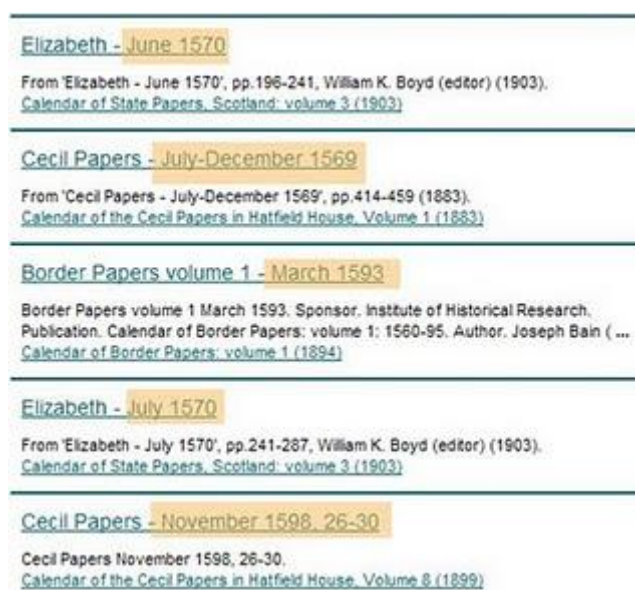 Elizabeth - June 1570
From 'Elizabeth - June 1570', pp.196-241, William K. Boyd (editor) (1903).
Calendar of State Papers, Scotland: volume 3 (1903)
Cecil Papers - July-December 1569
From 'Cecil Papers - July-December 1569', pp.414-459 (1883).
Calendar of the Cecil Papers in Hatfield House, Volume 1 (1883)
Border Papers volume 1 - March 1593
Border Papers volume 1 March 1593. Sponsor. Institute of Historical Research.
Publication. Calendar of Border Papers: volume 1: 1560-95. Author. Joseph Bain ( ...
Calendar of Border Papers: volume 1 (1894)
Elizabeth - July 1570
From 'Elizabeth - July 1570', pp.241-287, William K. Boyd (editor) (1903).
Calendar of State Papers, Scotland: volume 3 (1903)
Cecil Papers - November 1598, 26-30
Cecil Papers November 1598, 26-30.
Calendar of the Cecil Papers in Hatfield House, Volume 8 (1899)